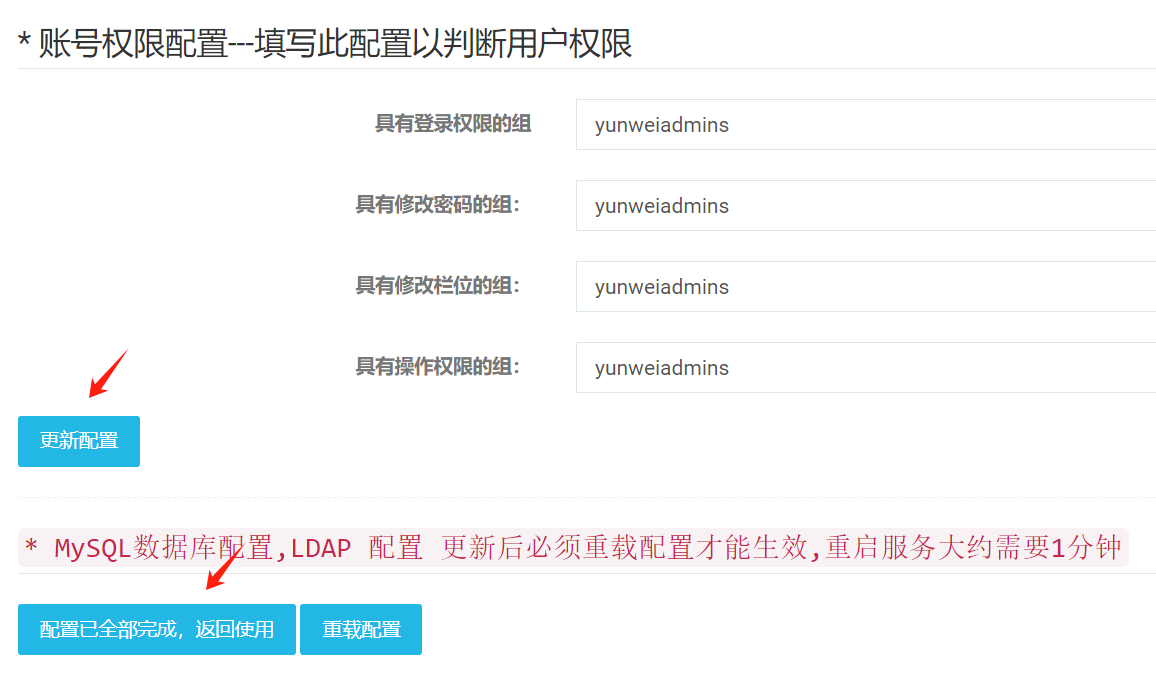 * 账号权限配置---填写此配置以判断用户权限
具有登录权限的组 yunweiadmins
具有修改密码的组： yunweiadmins
具有修改栏位的组： yunweiadmins
具有操作权限的组： yunweiadmins
更新配置
* MySQL数据库配置,LDAP 配置 更新后必须重载配置才能生效,重启服务大约需要1分钟
配置已全部完成，返回使用 重载配置